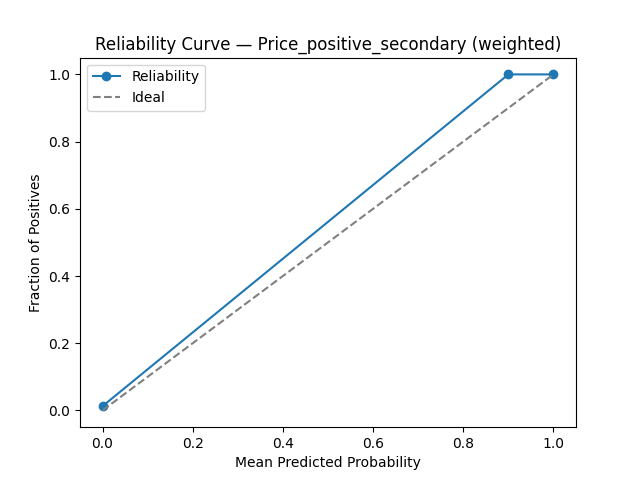 Reliability Curve — Price_positive_secondary (weighted)
Reliability
Ideal
1.0
0.8
0.6
0.4
0.2
0.0
Fraction of Positives
0.0 0.2 0.4 0.6 0.8 1.0
Mean Predicted Probability